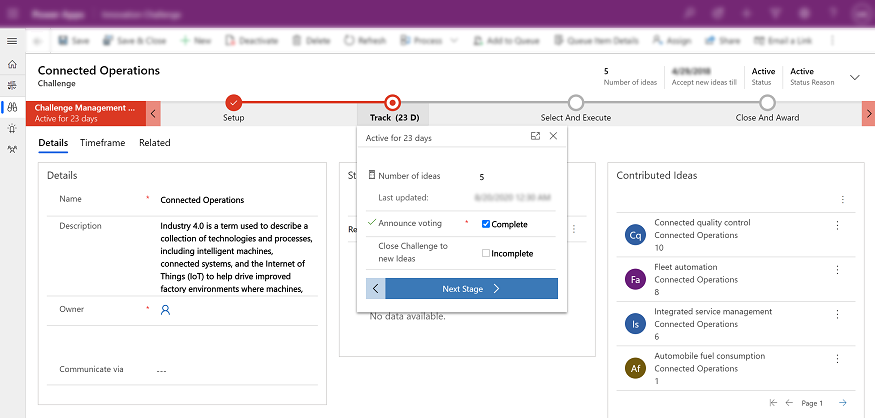 Power Apps
Innovation Challenge
Save
Save & Close
New
Deactivate
Delete
Refresh
Process
Add to Queue
Queue Item Details
Assign
Share
Email a Link
Connected Operations
Challenge
5
Number of ideas
Accept new ideas till
Active
Status
Active
Status Reason
Challenge Management ...
Active for 23 days
Setup
Track (23 D)
Select And Execute
Close And Award
Details
Timeframe
Related
Details
Name
*
Connected Operations
Description
Industry 4.0 is a term used to describe a
collection of technologies and processes,
including intelligent machines,
connected systems, and the Internet of
Things (IoT) to help drive improved
factory environments where machines,
Owner
*
Communicate via
---
St
Re
No data available.
Active for 23 days
Number of ideas
5
Last updated:
Announce voting
*
Complete
Close Challenge to
new Ideas
Incomplete
Next Stage
Contributed Ideas
Cq
Connected quality control
Connected Operations
10
Fa
Fleet automation
Connected Operations
8
Is
Integrated service management
Connected Operations
6
Af
Automobile fuel consumption
Connected Operations
1
Page 1